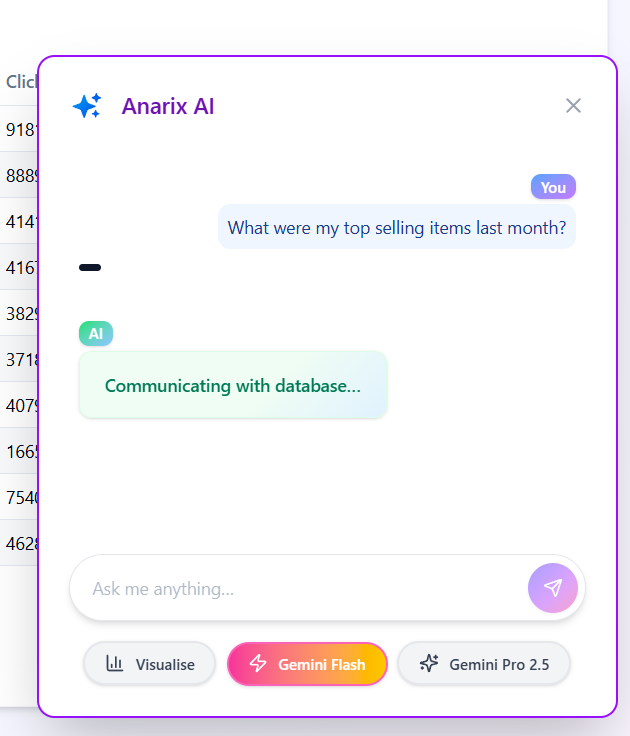 Clic
Anarix AI
You
What were my top selling items last month?
AI
Communicating with database...
Ask me anything...
Visualise
Gemini Flash
Gemini Pro 2.5
918
888
414
416
382
371
407
166
754
462